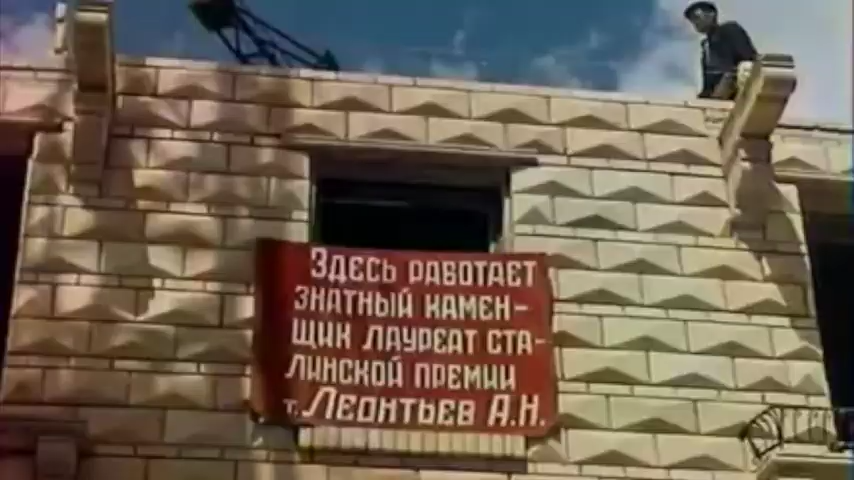 Здесь работает
знатный камен-
щик лауреат ста-
линской премии
т. Леонтьев А.Н.